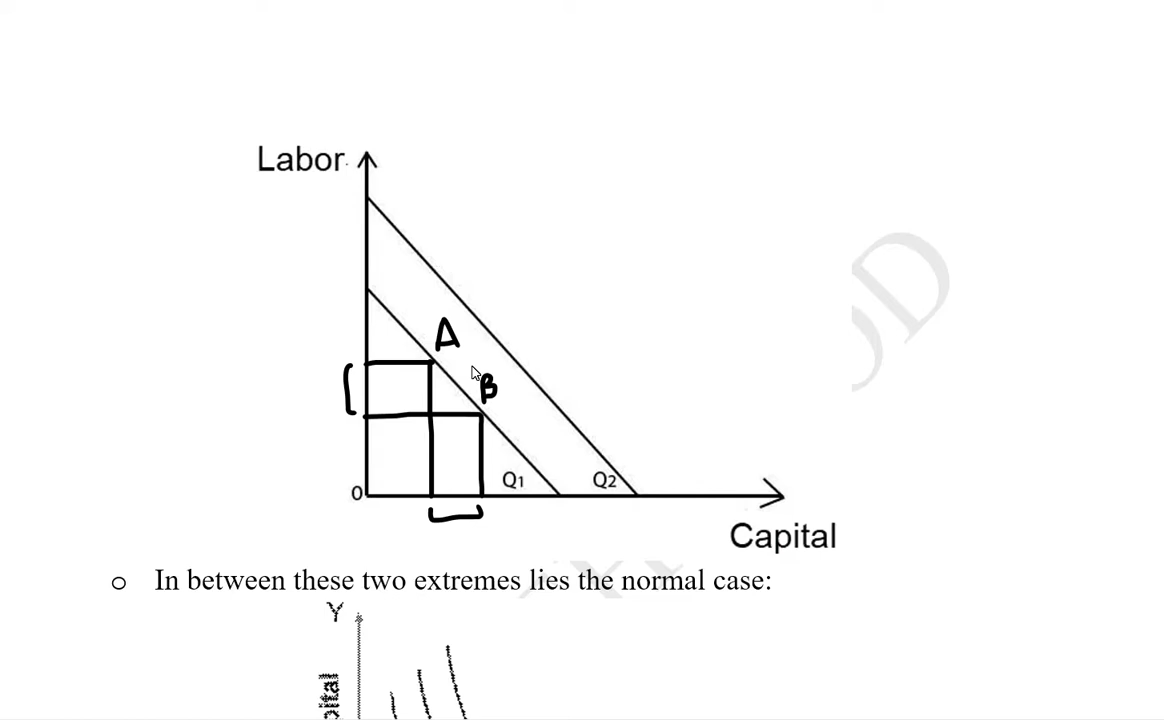 Labor
A
B
Q1
Q2
0
Capital
o In between these two extremes lies the normal case:
Y